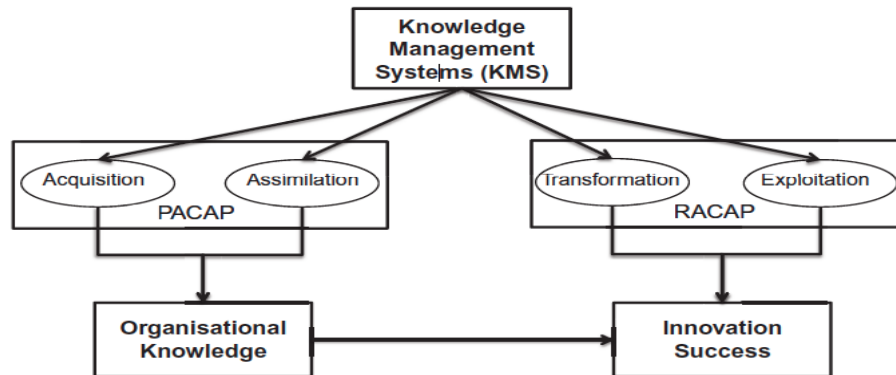 Knowledge
Management
Systems (KMS)
Acquisition
Assimilation
Transformation
Exploitation
PACAP
RACAP
Organisational
Knowledge
Innovation
Success